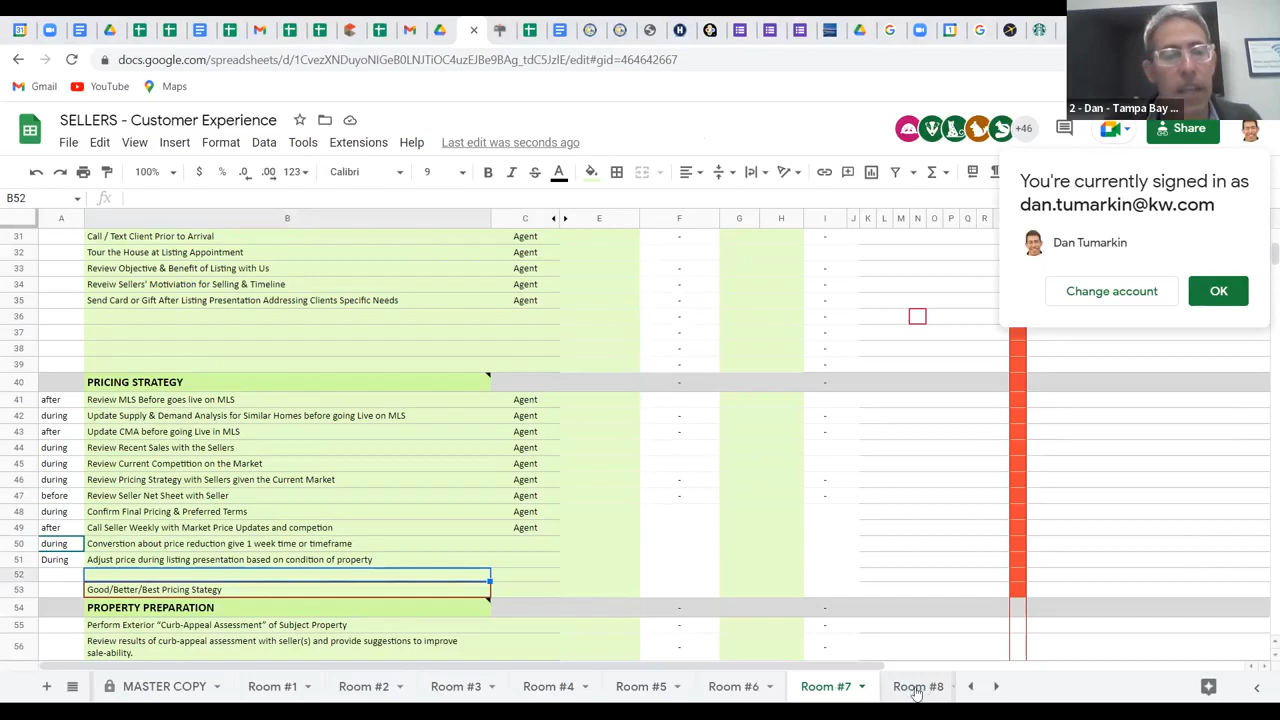 docs.google.com/spreadsheets/d/1CvezXNDuyoNIGeB0LNJTiOC4uzEJBe9BAg_tdC5JzlE/edit#gid=464642667
Gmail YouTube Maps
2 - Dan - Tampa Bay ...
SELLERS - Customer Experience
+46
Share
File Edit View Insert Format Data Tools Extensions Help Last edit was seconds ago
100% $ % .0 .00 123 Calibri 9 B I S A
You're currently signed in as
dan.tumarkin@kw.com
Dan Tumarkin
Change account OK
B52 fx
A B C E F G H I J K L M N O P Q R
31 Call / Text Client Prior to Arrival Agent - -
32 Tour the House at Listing Appointment Agent
33 Review Objective & Benefit of Listing with Us Agent - -
34 Reveiw Sellers' Motiviation for Selling & Timeline Agent - -
35 Send Card or Gift After Listing Presentation Addressing Clients Specific Needs Agent - -
36 - -
37 - -
38 - -
39 - -
40 PRICING STRATEGY - -
41 after Review MLS Before goes live on MLS Agent
42 during Update Supply & Demand Analysis for Similar Homes before going Live on MLS Agent - -
43 after Update CMA before going Live in MLS Agent - -
44 during Review Recent Sales with the Sellers Agent
45 during Review Current Competition on the Market Agent
46 during Review Pricing Strategy with Sellers given the Current Market Agent - -
47 before Review Seller Net Sheet with Seller Agent - -
48 during Confirm Final Pricing & Preferred Terms Agent
49 after Call Seller Weekly with Market Price Updates and competion Agent
50 during Converstion about price reduction give 1 week time or timeframe
51 During Adjust price during listing presentation based on condition of property
52
53 Good/Better/Best Pricing Stategy
54 PROPERTY PREPARATION - -
55 Perform Exterior “Curb-Appeal Assessment” of Subject Property - -
56 Review results of curb-appeal assessment with seller(s) and provide suggestions to improve - -
sale-ability.
MASTER COPY Room #1 Room #2 Room #3 Room #4 Room #5 Room #6 Room #7 Room #8